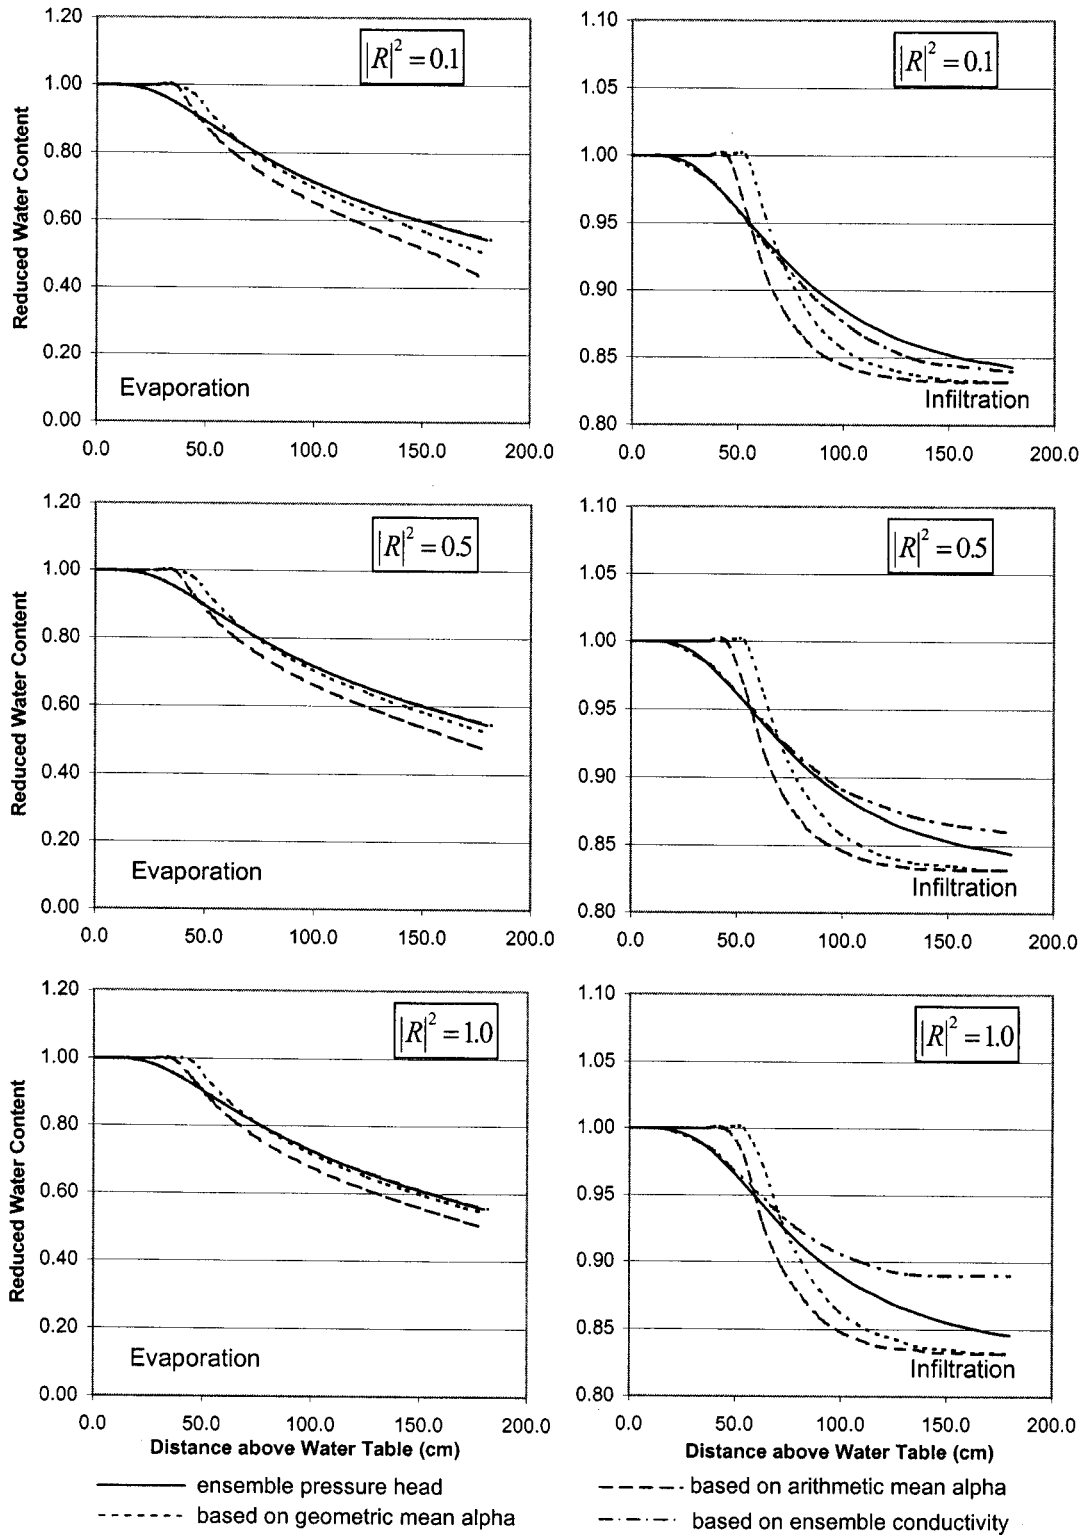 1.20
1.00
0.80
0.60
0.40
0.20
0.00
Reduced Water Content
|R|² = 0.1
Evaporation
0.0 50.0 100.0 150.0 200.0
1.10
1.05
1.00
0.95
0.90
0.85
0.80
|R|² = 0.1
Infiltration
0.0 50.0 100.0 150.0 200.0
1.20
1.00
0.80
0.60
0.40
0.20
0.00
Reduced Water Content
|R|² = 0.5
Evaporation
0.0 50.0 100.0 150.0 200.0
1.10
1.05
1.00
0.95
0.90
0.85
0.80
|R|² = 0.5
Infiltration
0.0 50.0 100.0 150.0 200.0
1.20
1.00
0.80
0.60
0.40
0.20
0.00
Reduced Water Content
|R|² = 1.0
Evaporation
0.0 50.0 100.0 150.0 200.0
Distance above Water Table (cm)
1.10
1.05
1.00
0.95
0.90
0.85
0.80
|R|² = 1.0
Infiltration
0.0 50.0 100.0 150.0 200.0
Distance above Water Table (cm)
ensemble pressure head
based on arithmetic mean alpha
based on geometric mean alpha
based on ensemble conductivity